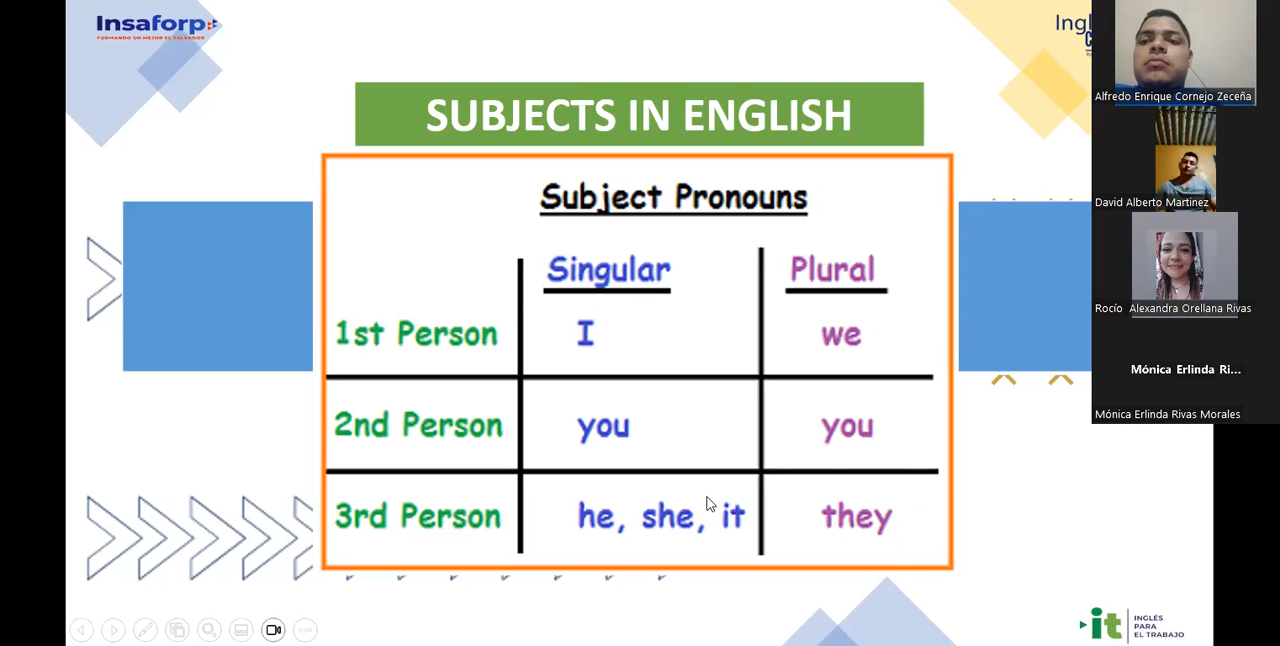 Insaforp
FORMANDO UN MEJOR EL SALVADOR
Ingl
SUBJECTS IN ENGLISH
Subject Pronouns
Singular Plural
1st Person I we
2nd Person you you
3rd Person he, she, it they
it
INGLÉS
PARA
EL TRABAJO
Alfredo Enrique Cornejo Zeceña
David Alberto Martinez
Rocío Alexandra Orellana Rivas
Mónica Erlinda Ri...
Mónica Erlinda Rivas Morales